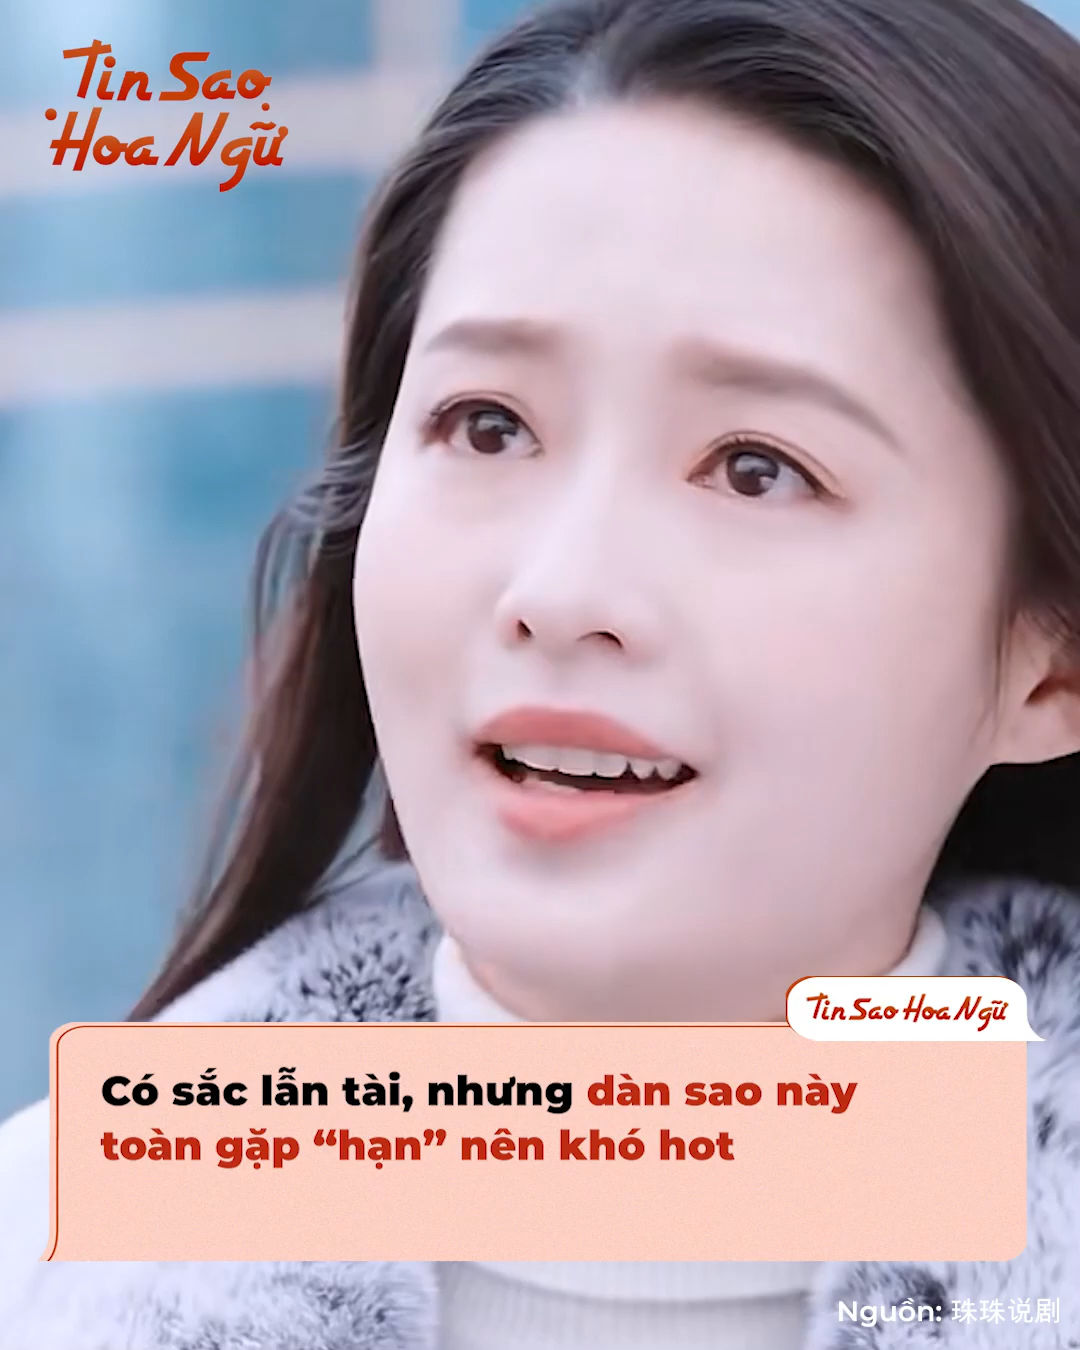 Tin Sao
Hoa Ngữ
Tin Sao Hoa Ngữ
Có sắc lẫn tài, nhưng dàn sao này
toàn gặp “hạn” nên khó hot
Nguồn: 珠珠说剧